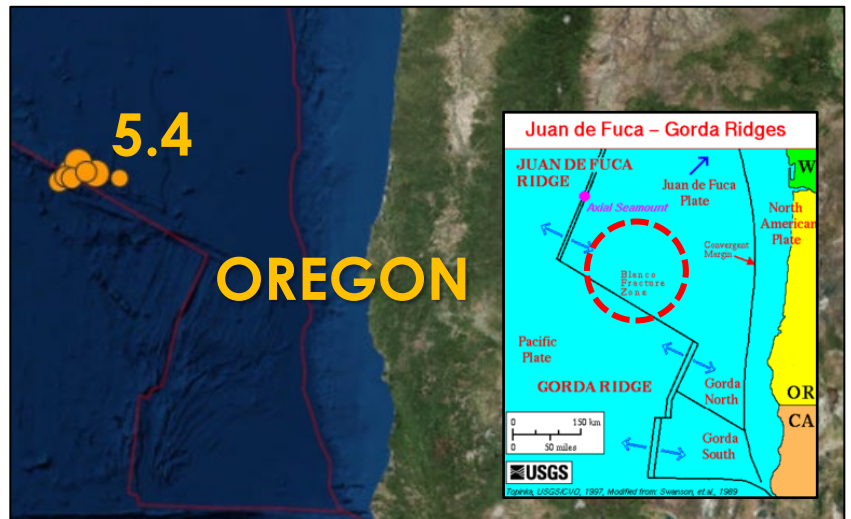 5.4
OREGON
Juan de Fuca – Gorda Ridges
JUAN DE FUCA
RIDGE
Axial Seamount
Juan de Fuca
Plate
W
North
American
Plate
Convergent
Margin
Blanco
Fracture
Zone
Pacific
Plate
GORDA RIDGE
Gorda
North
OR
CA
0 150 km
0 50 miles
Gorda
South
USGS
Topinka, USGS/CVO, 1997, Modified from: Swanson, et.al., 1989